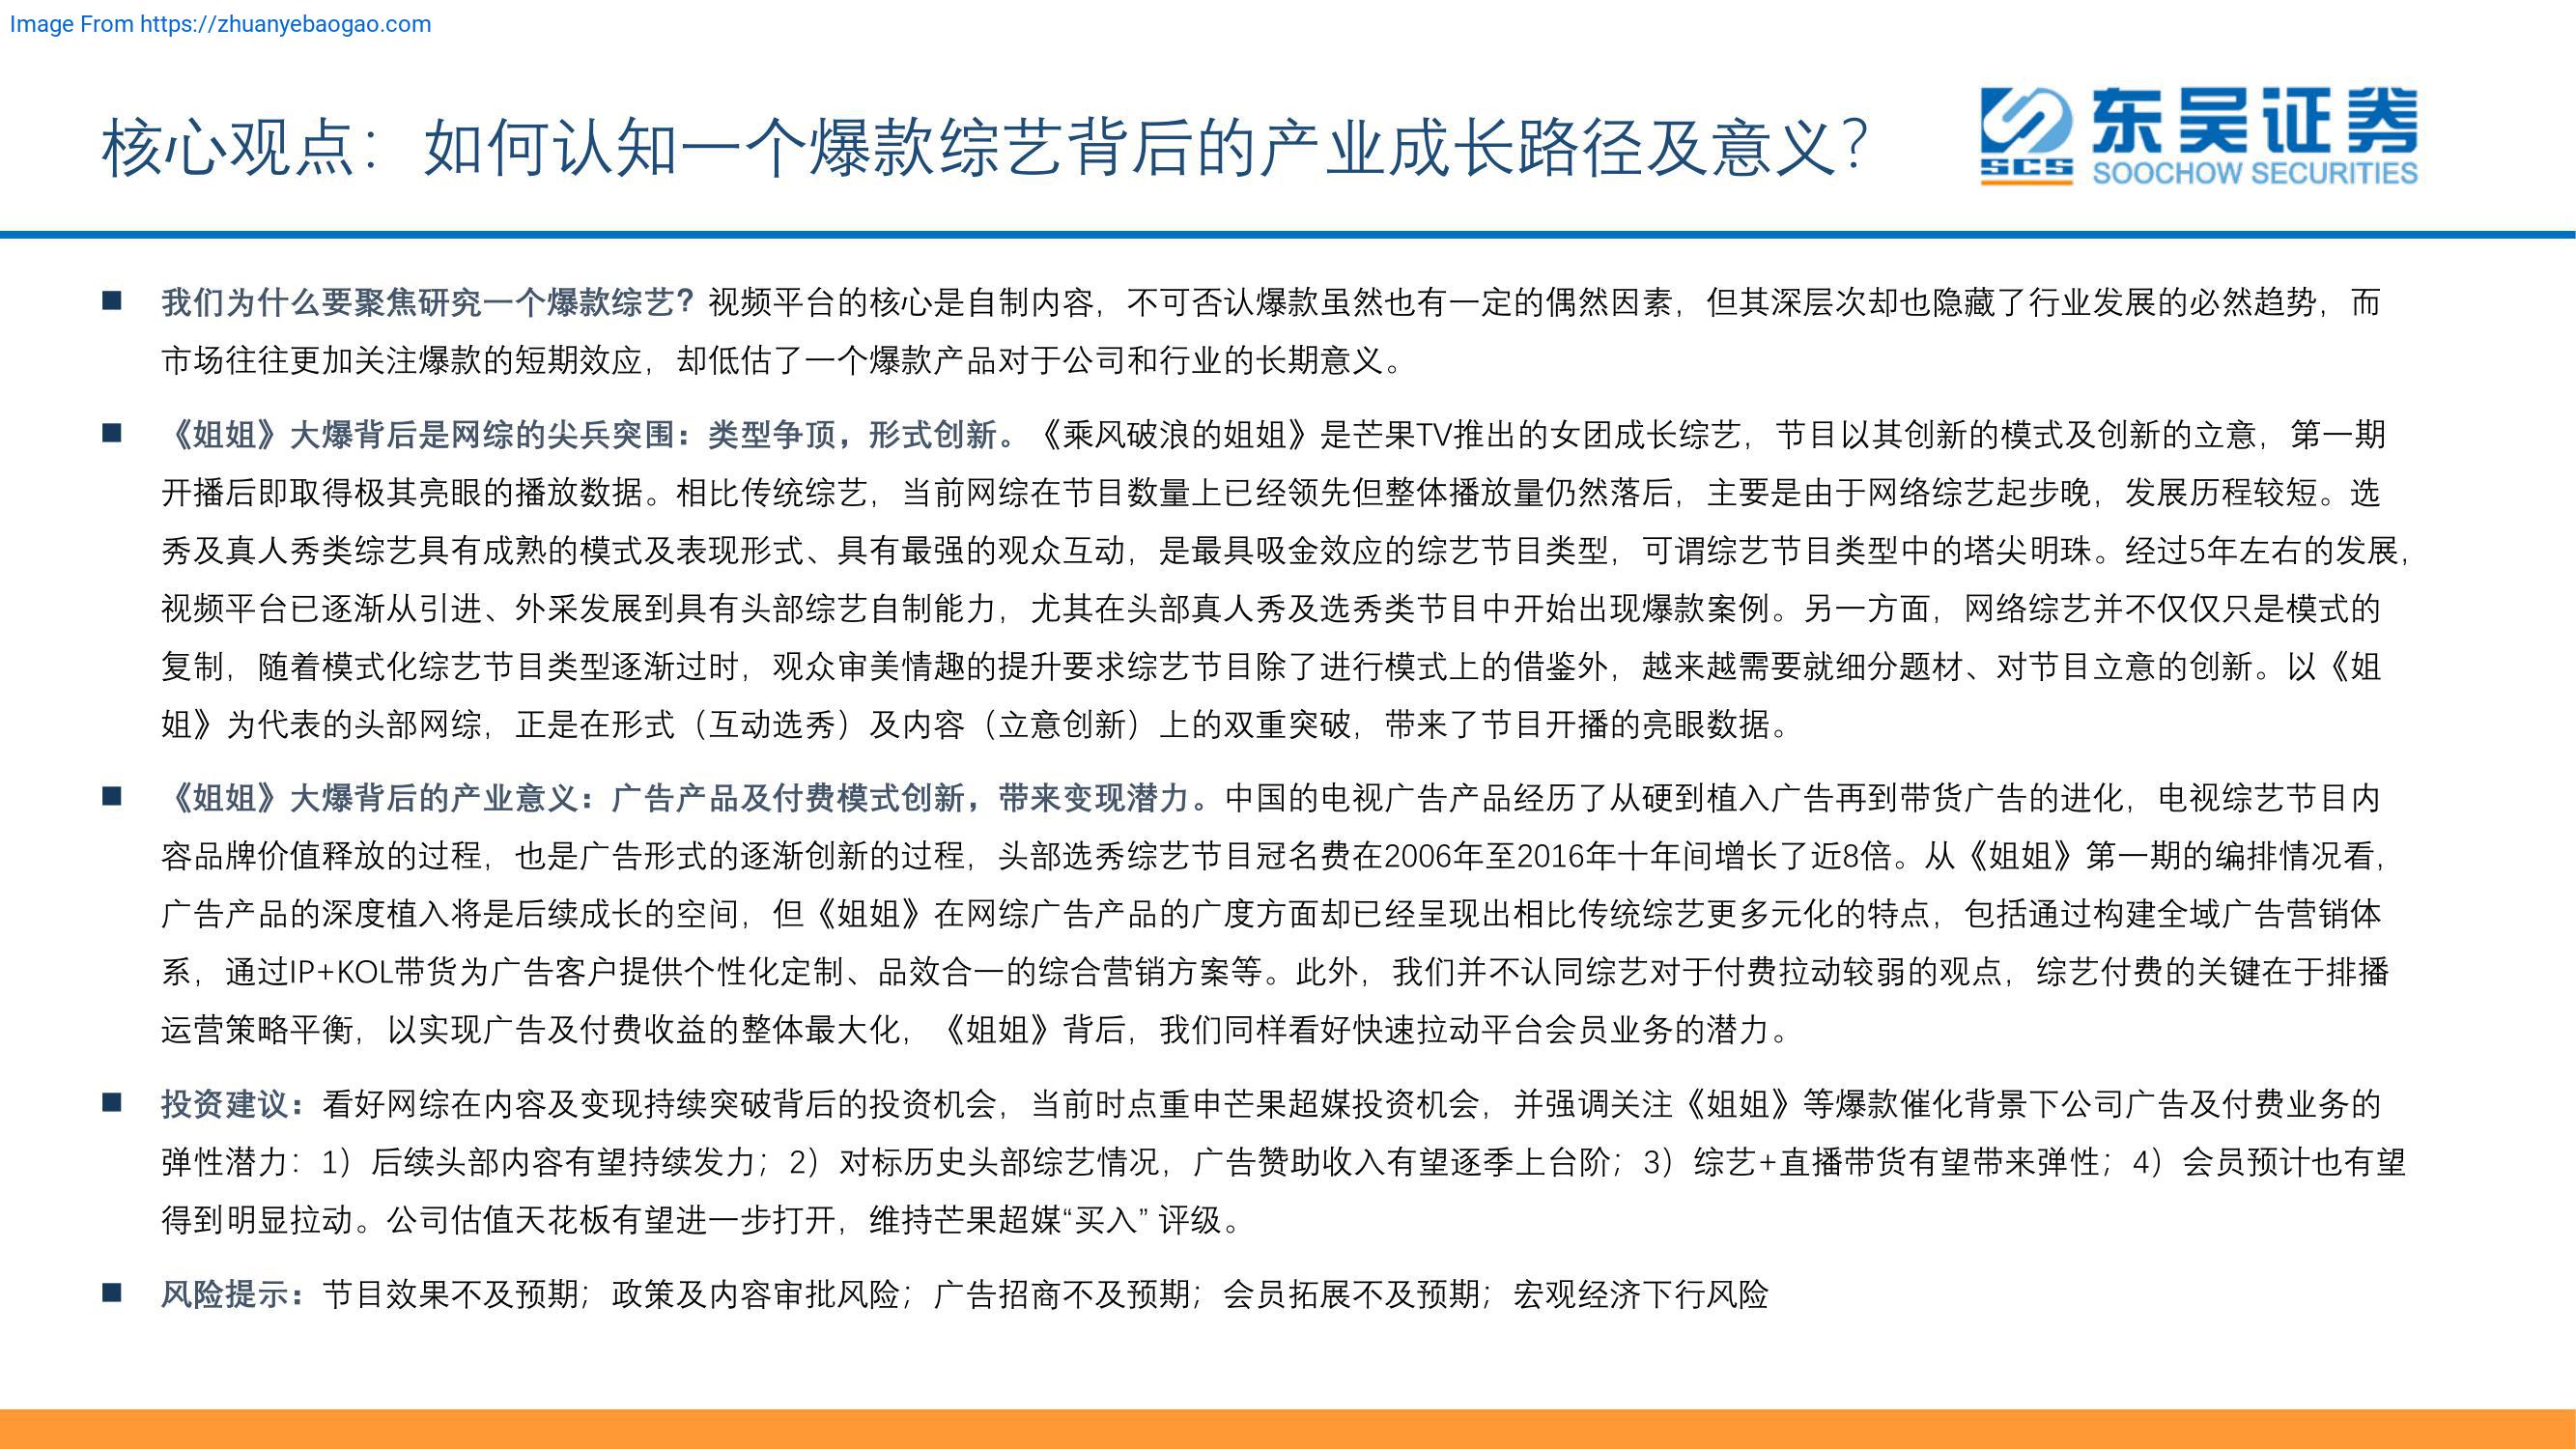 Image From https://zhuanyebaogao.com
核心观点：如何认知一个爆款综艺背后的产业成长路径及意义？
SCS
东吴证券
SOOCHOW SECURITIES
我们为什么要聚焦研究一个爆款综艺？视频平台的核心是自制内容，不可否认爆款虽然也有一定的偶然因素，但其深层次却也隐藏了行业发展的必然趋势，而
市场往往更加关注爆款的短期效应，却低估了一个爆款产品对于公司和行业的长期意义。
《姐姐》大爆背后是网综的尖兵突围：类型争顶，形式创新。《乘风破浪的姐姐》是芒果TV推出的女团成长综艺，节目以其创新的模式及创新的立意，第一期
开播后即取得极其亮眼的播放数据。相比传统综艺，当前网综在节目数量上已经领先但整体播放量仍然落后，主要是由于网络综艺起步晚，发展历程较短。选
秀及真人秀类综艺具有成熟的模式及表现形式、具有最强的观众互动，是最具吸金效应的综艺节目类型，可谓综艺节目类型中的塔尖明珠。经过5年左右的发展，
视频平台已逐渐从引进、外采发展到具有头部综艺自制能力，尤其在头部真人秀及选秀类节目中开始出现爆款案例。另一方面，网络综艺并不仅仅只是模式的
复制，随着模式化综艺节目类型逐渐过时，观众审美情趣的提升要求综艺节目除了进行模式上的借鉴外，越来越需要就细分题材、对节目立意的创新。以《姐
姐》为代表的头部网综，正是在形式（互动选秀）及内容（立意创新）上的双重突破，带来了节目开播的亮眼数据。
《姐姐》大爆背后的产业意义：广告产品及付费模式创新，带来变现潜力。中国的电视广告产品经历了从硬到植入广告再到带货广告的进化，电视综艺节目内
容品牌价值释放的过程，也是广告形式的逐渐创新的过程，头部选秀综艺节目冠名费在2006年至2016年十年间增长了近8倍。从《姐姐》第一期的编排情况看，
广告产品的深度植入将是后续成长的空间，但《姐姐》在网综广告产品的广度方面却已经呈现出相比传统综艺更多元化的特点，包括通过构建全域广告营销体
系，通过IP+KOL带货为广告客户提供个性化定制、品效合一的综合营销方案等。此外，我们并不认同综艺对于付费拉动较弱的观点，综艺付费的关键在于排播
运营策略平衡，以实现广告及付费收益的整体最大化，《姐姐》背后，我们同样看好快速拉动平台会员业务的潜力。
投资建议：看好网综在内容及变现持续突破背后的投资机会，当前时点重申芒果超媒投资机会，并强调关注《姐姐》等爆款催化背景下公司广告及付费业务的
弹性潜力：1）后续头部内容有望持续发力；2）对标历史头部综艺情况，广告赞助收入有望逐季上台阶；3）综艺+直播带货有望带来弹性；4）会员预计也有望
得到明显拉动。公司估值天花板有望进一步打开，维持芒果超媒“买入” 评级。
风险提示：节目效果不及预期；政策及内容审批风险；广告招商不及预期；会员拓展不及预期；宏观经济下行风险